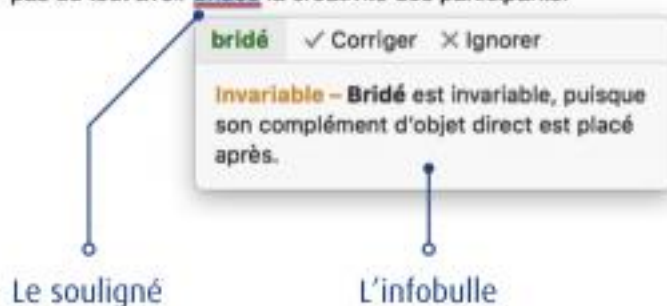 bridé ✓ Corriger ✕ Ignorer
Invariable – Bridé est invariable, puisque
son complément d'objet direct est placé
après.
Le souligné L'infobulle